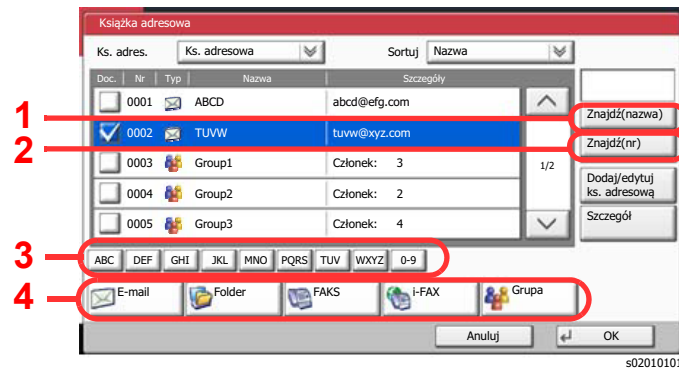 Książka adresowa
Ks. adres. Ks. adresowa Sortuj Nazwa
Doc. Nr Typ Nazwa Szczegóły
0001 ABCD abcd@efg.com
1 Znajdź(nazwa)
0002 TUVW tuvw@xyz.com
2 Znajdź(nr)
0003 Group1 Członek: 3
1/2
Dodaj/edytuj
ks. adresową
0004 Group2 Członek: 2
0005 Group3 Członek: 4
Szczegół
3 ABC DEF GHI JKL MNO PQRS TUV WXYZ 0-9
4 E-mail Folder FAKS i-FAX Grupa
Anuluj OK
s02010101